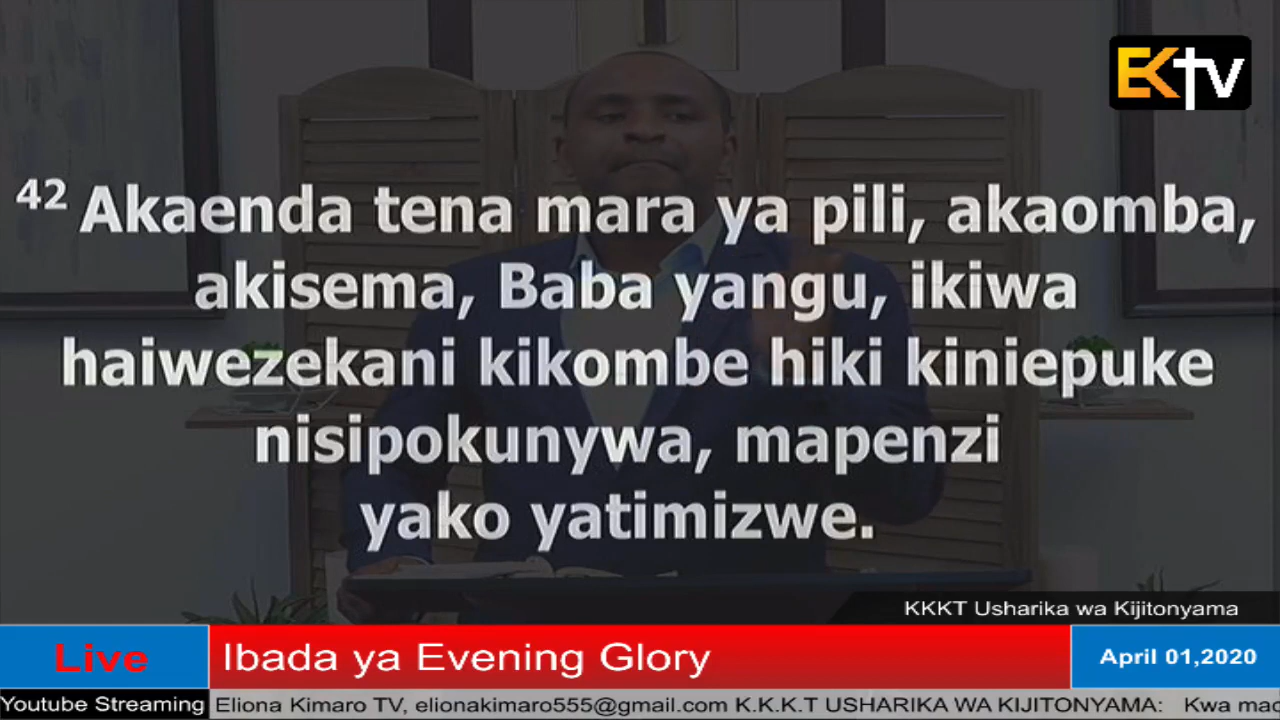 EKTV
42 Akaenda tena mara ya pili, akaomba,
akisema, Baba yangu, ikiwa
haiwezekani kikombe hiki kiniepuke
nisipokunywa, mapenzi
yako yatimizwe.
KKKT Usharika wa Kijitonyama
Live
Ibada ya Evening Glory
April 01,2020
Youtube Streaming
Eliona Kimaro TV, elionakimaro555@gmail.com K.K.K.T USHARIKA WA KIJITONYAMA: Kwa